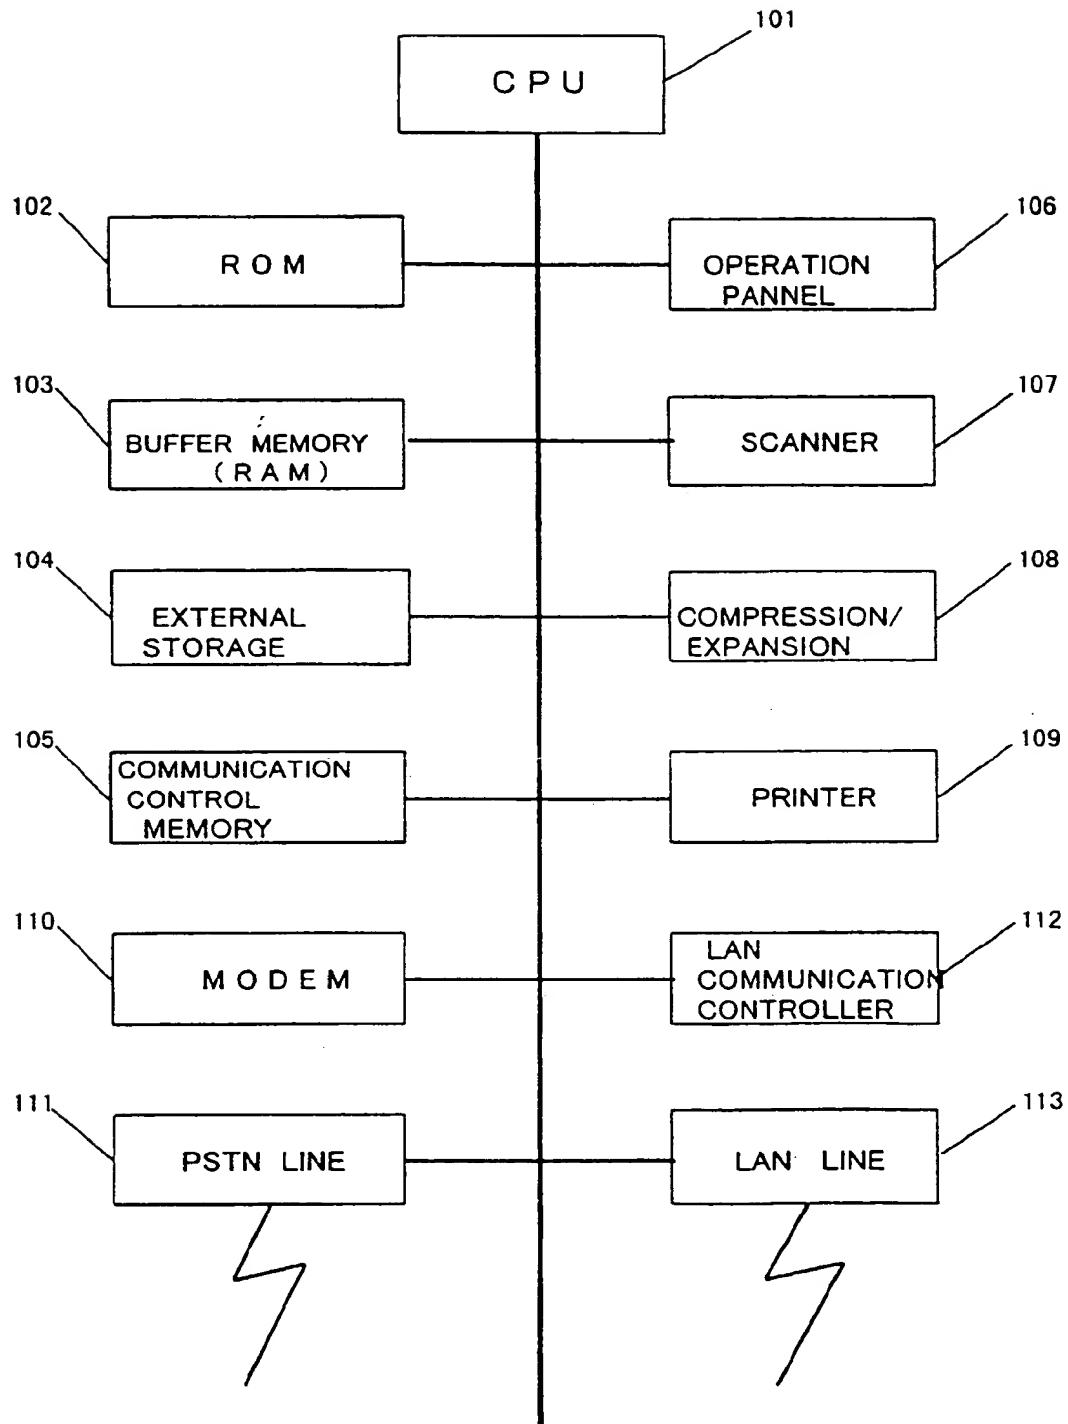 101
CPU
102
ROM
106
OPERATION
PANNEL
103
BUFFER MEMORY
(RAM)
107
SCANNER
104
EXTERNAL
STORAGE
108
COMPRESSION/
EXPANSION
105
COMMUNICATION
CONTROL
MEMORY
109
PRINTER
110
MODEM
112
LAN
COMMUNICATION
CONTROLLER
111
PSTN LINE
113
LAN LINE